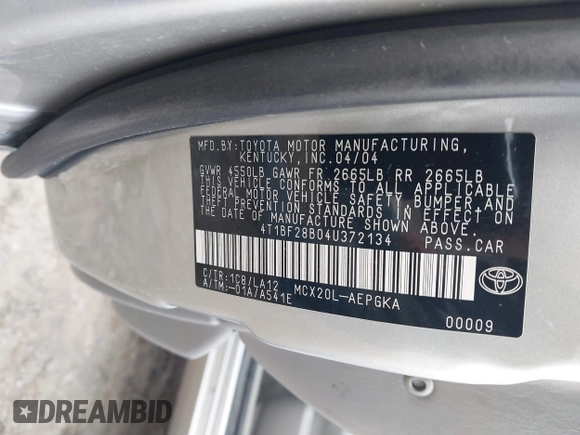 MFD.BY:TOYOTA MOTOR MANUFACTURING,
KENTUCKY,INC.04/04
GVWR 4550LB GAWR FR 2665LB RR 2665LB
THIS VEHICLE CONFORMS TO ALL APPLICABLE
FEDERAL MOTOR VEHICLE SAFETY,BUMPER,AND
THEFT PREVENTION STANDARDS IN EFFECT ON
THE DATE OF MANUFACTURE SHOWN ABOVE.
4T1BF28B04U372134 PASS.CAR
C/TR:1C8/LA12 MCX20L-AEPGKA
A/TM:-01A/A541E
TOYOTA
00009
DREAMBID